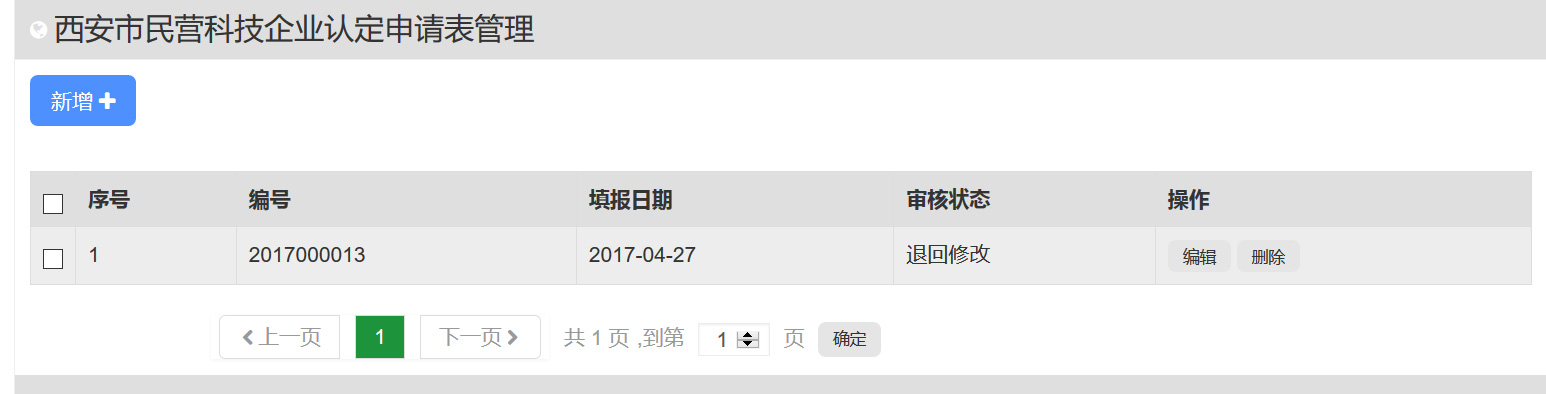 西安市民营科技企业认定申请表管理
新增
序号 编号 填报日期 审核状态 操作
1 2017000013 2017-04-27 退回修改 编辑 删除
上一页 1 下一页 共 1 页 ,到第 1 页 确定